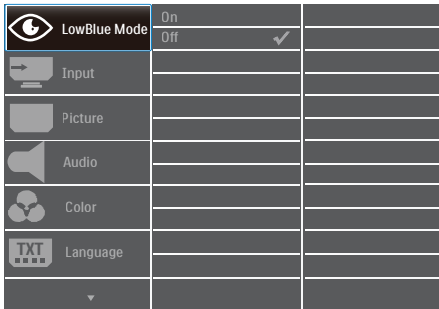 LowBlue Mode
On
Off
Input
Picture
Audio
Color
TXT
Language